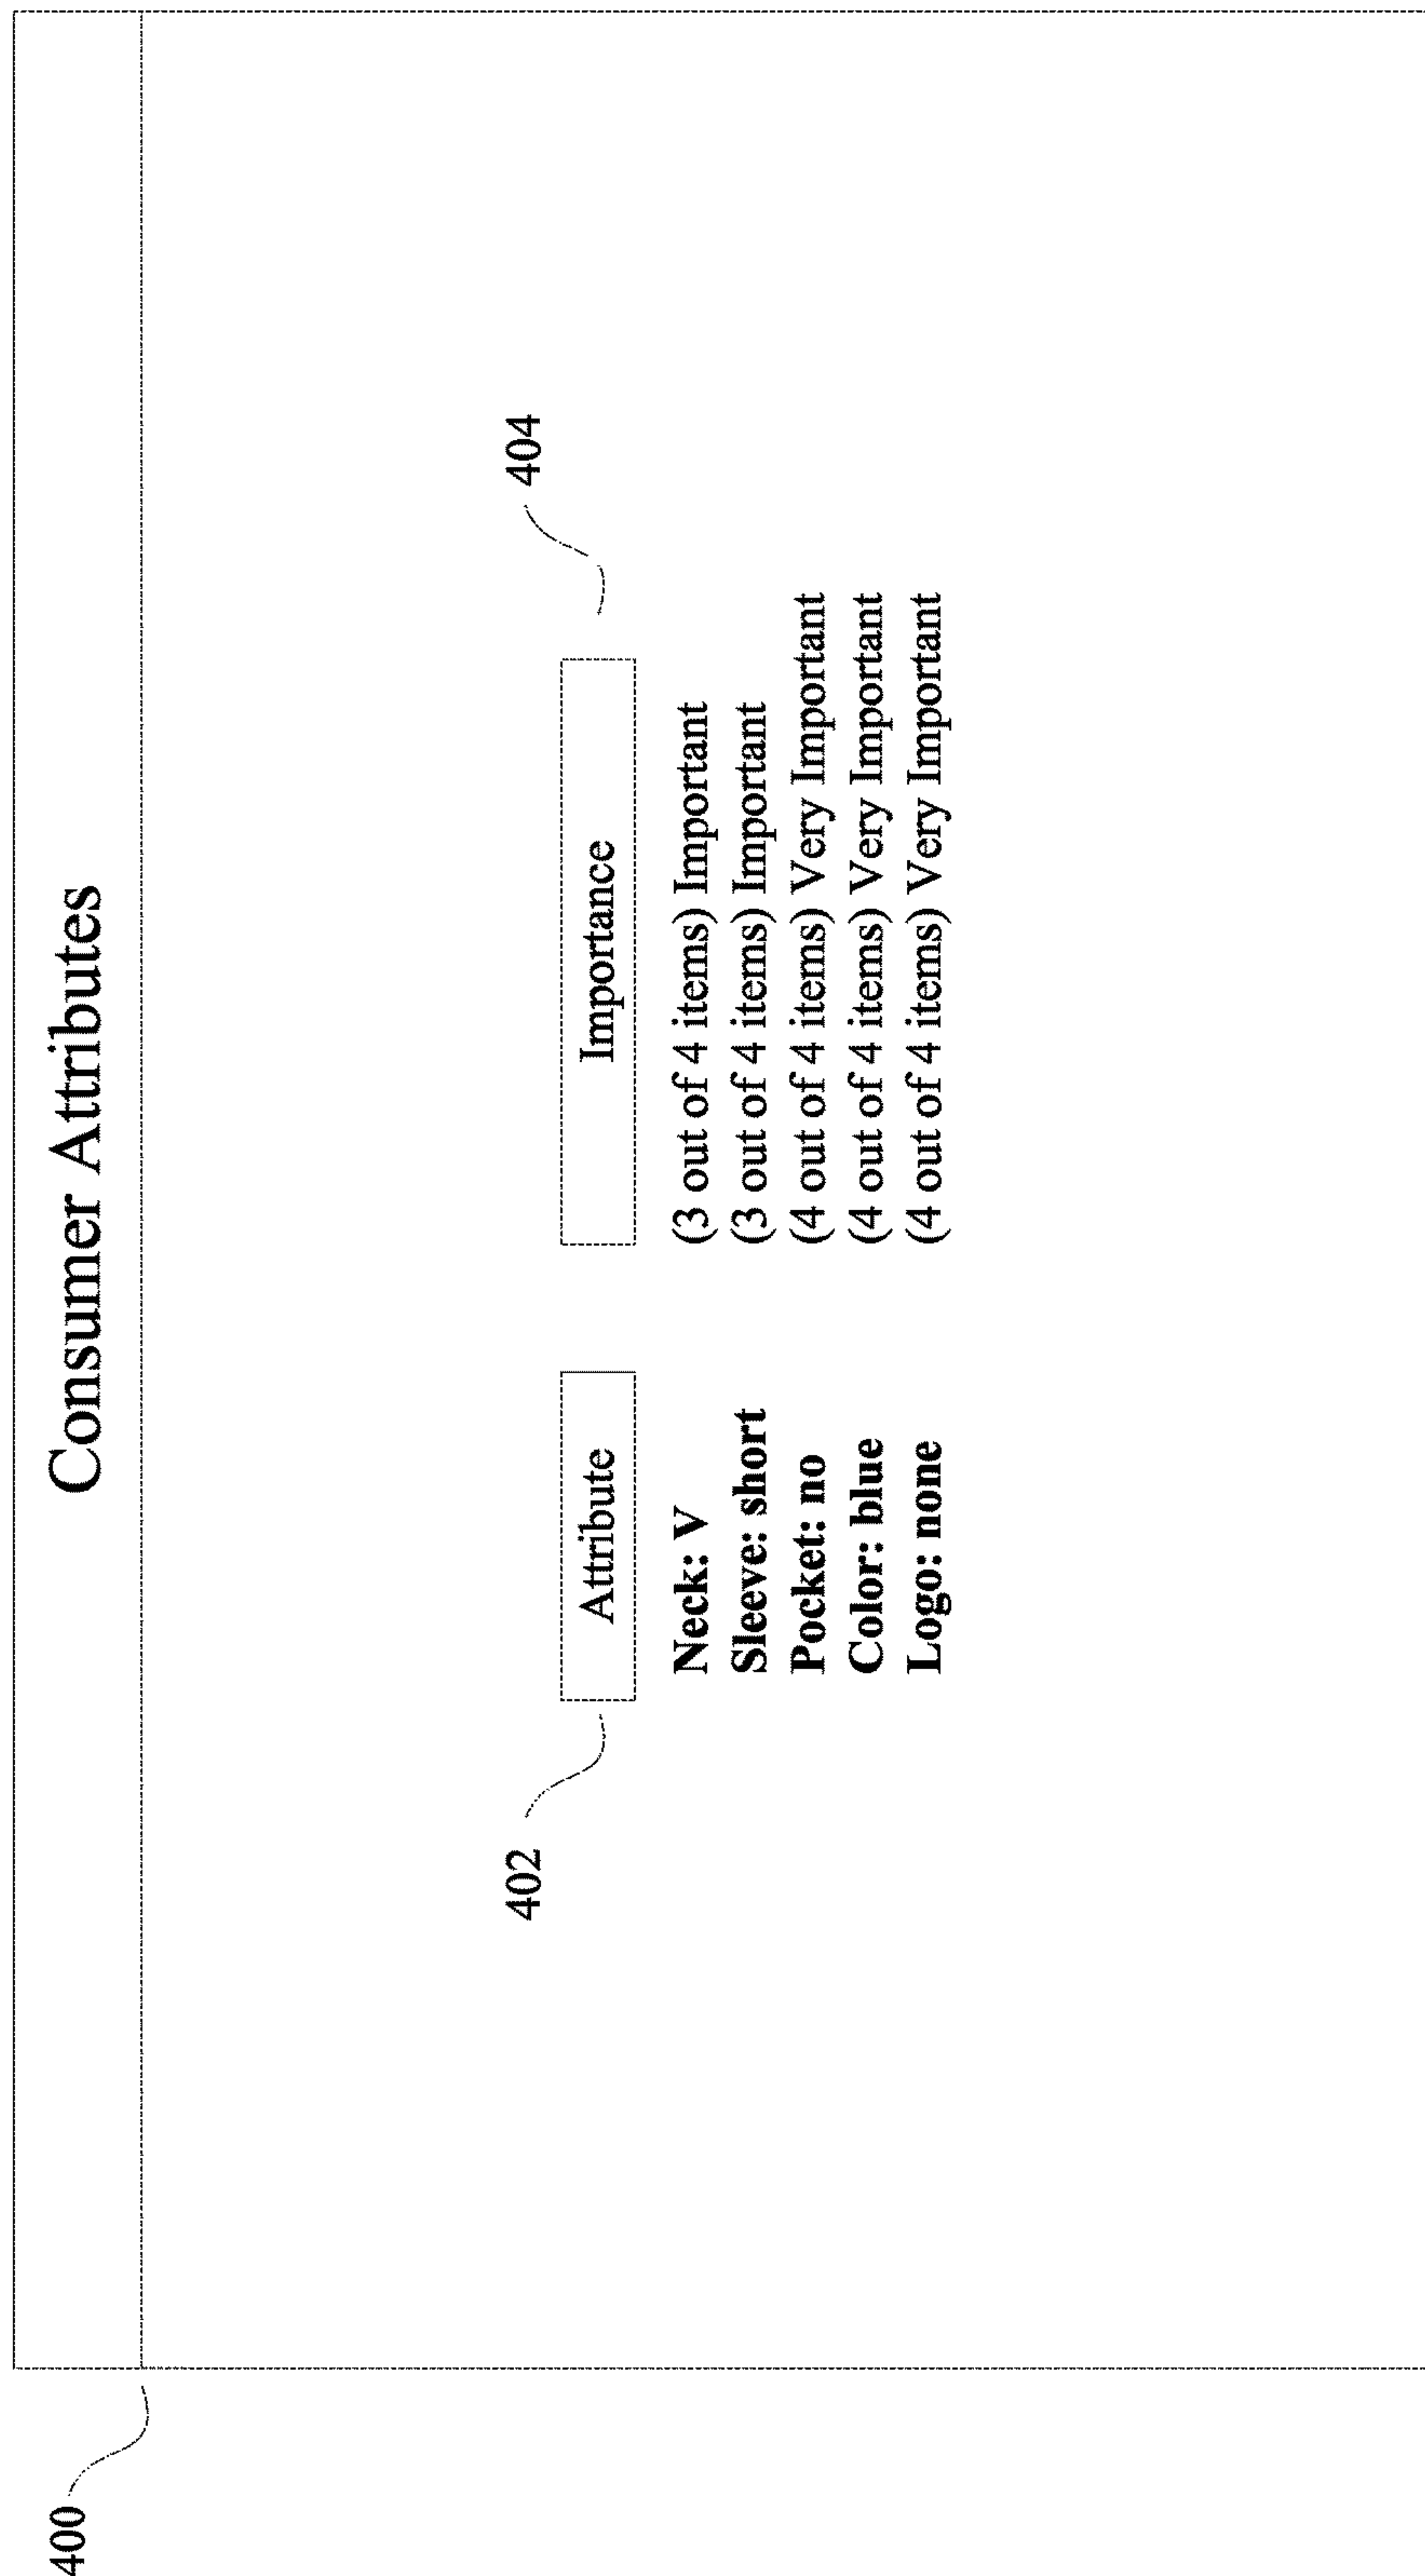 400
Consumer Attributes
402
404
Attribute
Importance
Neck: V
(3 out of 4 items) Important
Sleeve: short
(3 out of 4 items) Important
Pocket: no
(4 out of 4 items) Very Important
Color: blue
(4 out of 4 items) Very Important
Logo: none
(4 out of 4 items) Very Important